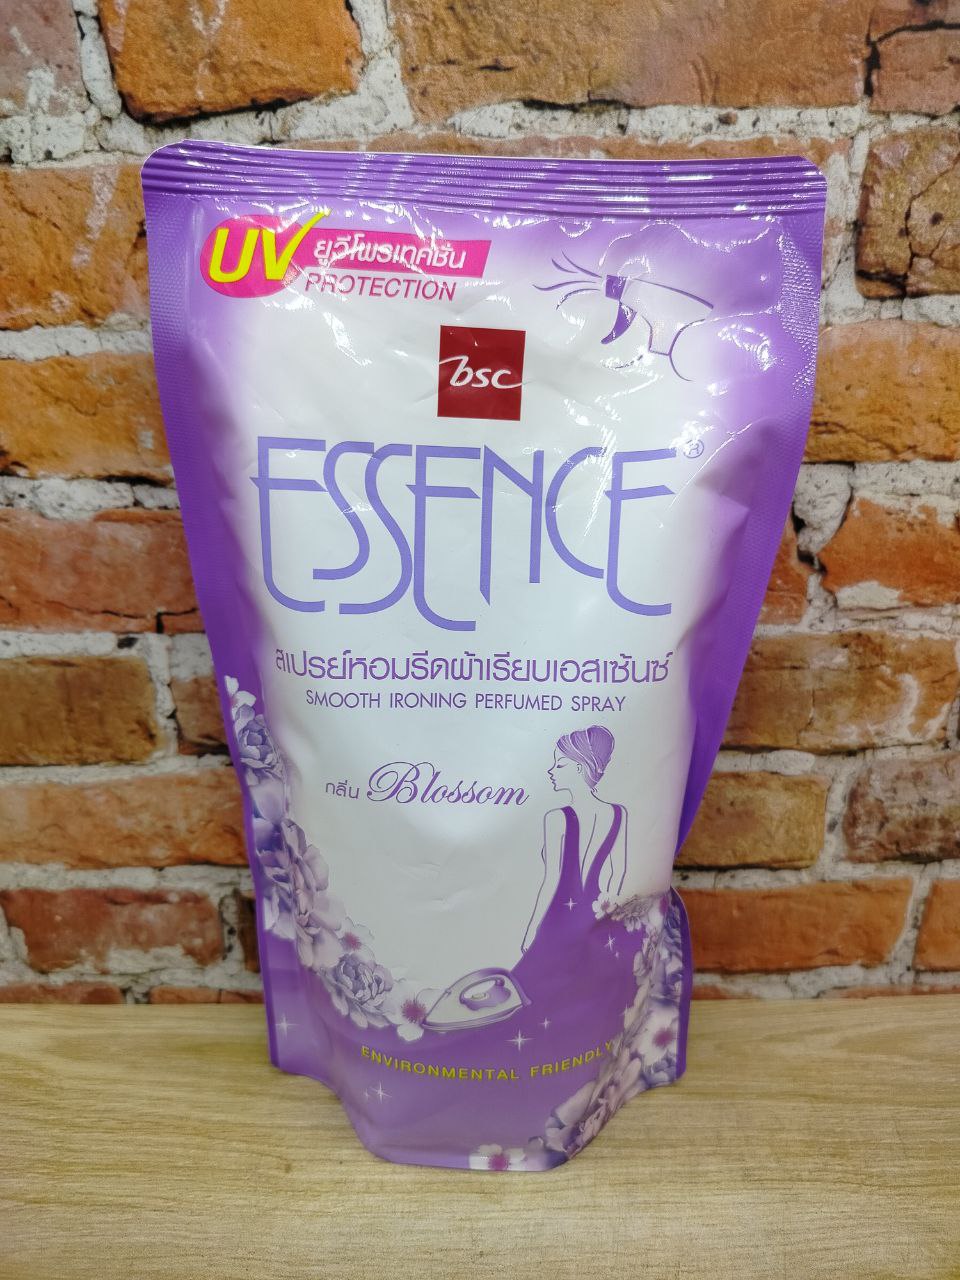 UV ยูวีโพรเทคชั่น
PROTECTION
bsc
ESSENCE®
สเปรย์หอมรีดผ้าเรียบเอสเซ้นซ์
SMOOTH IRONING PERFUMED SPRAY
กลิ่น Blossom
ENVIRONMENTAL FRIENDLY